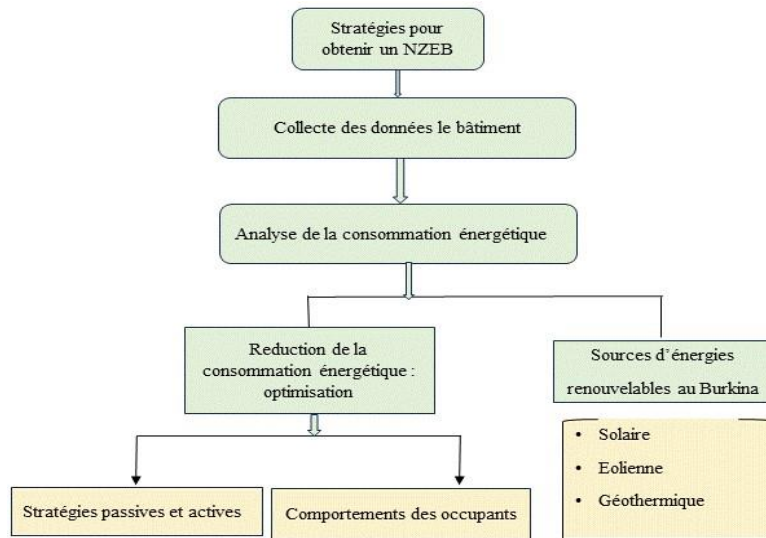 Stratégies pour
obtenir un NZEB
Collecte des données le bâtiment
Analyse de la consommation énergétique
Reduction de la
consommation énergétique :
optimisation
Sources d’énergies
renouvelables au Burkina
• Solaire
• Eolienne
• Géothermique
Stratégies passives et actives
Comportements des occupants